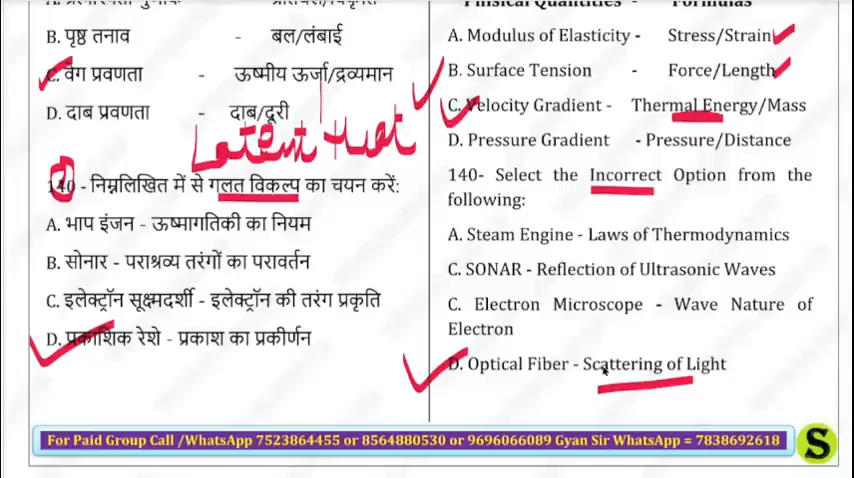 B. पृष्ठ तनाव - बल/लंबाई
C. वेग प्रवणता - ऊष्मीय ऊर्जा/द्रव्यमान
D. दाब प्रवणता - दाब/दूरी
Latent Heat
140 - निम्नलिखित में से गलत विकल्प का चयन करें:
A. भाप इंजन - ऊष्मागतिकी का नियम
B. सोनार - पराश्रव्य तरंगों का परावर्तन
C. इलेक्ट्रॉन सूक्ष्मदर्शी - इलेक्ट्रॉन की तरंग प्रकृति
D. प्रकाशिक रेशे - प्रकाश का प्रकीर्णन
Physical Quantities - Formulas
A. Modulus of Elasticity - Stress/Strain
B. Surface Tension - Force/Length
C. Velocity Gradient - Thermal Energy/Mass
D. Pressure Gradient - Pressure/Distance
140- Select the Incorrect Option from the
following:
A. Steam Engine - Laws of Thermodynamics
C. SONAR - Reflection of Ultrasonic Waves
C. Electron Microscope - Wave Nature of
Electron
D. Optical Fiber - Scattering of Light
For Paid Group Call /WhatsApp 7523864455 or 8564880530 or 9696066089 Gyan Sir WhatsApp = 7838692618
S